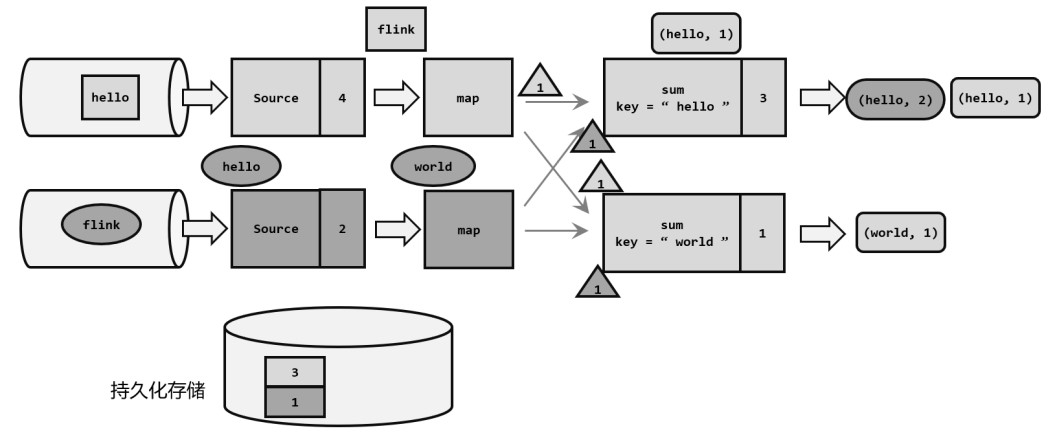 flink
(hello, 1)
hello
Source
4
map
1
sum
key = “ hello ”
3
(hello, 2)
(hello, 1)
1
hello
world
1
flink
Source
2
map
sum
key = “ world ”
1
(world, 1)
1
持久化存储
3
1